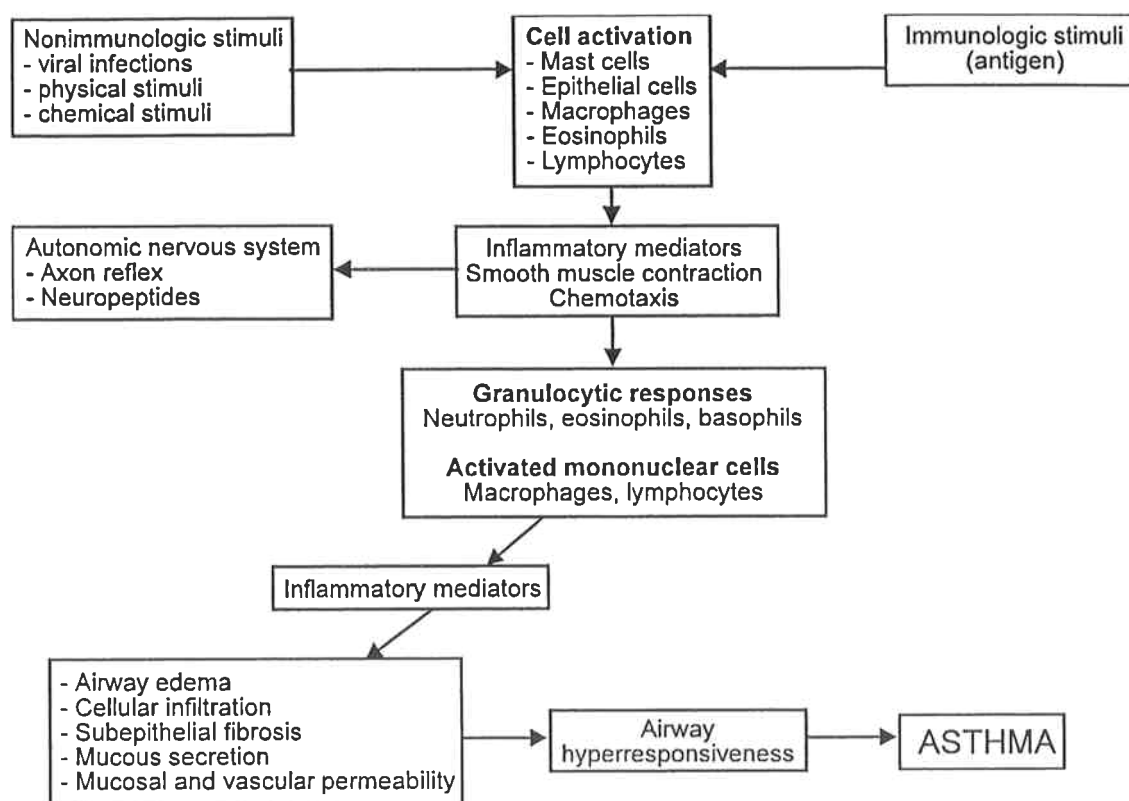 Nonimmunologic stimuli
- viral infections
- physical stimuli
- chemical stimuli
Cell activation
- Mast cells
- Epithelial cells
- Macrophages
- Eosinophils
- Lymphocytes
Immunologic stimuli
(antigen)
Autonomic nervous system
- Axon reflex
- Neuropeptides
Inflammatory mediators
Smooth muscle contraction
Chemotaxis
Granulocytic responses
Neutrophils, eosinophils, basophils
Activated mononuclear cells
Macrophages, lymphocytes
Inflammatory mediators
- Airway edema
- Cellular infiltration
- Subepithelial fibrosis
- Mucous secretion
- Mucosal and vascular permeability
Airway
hyperresponsiveness
ASTHMA